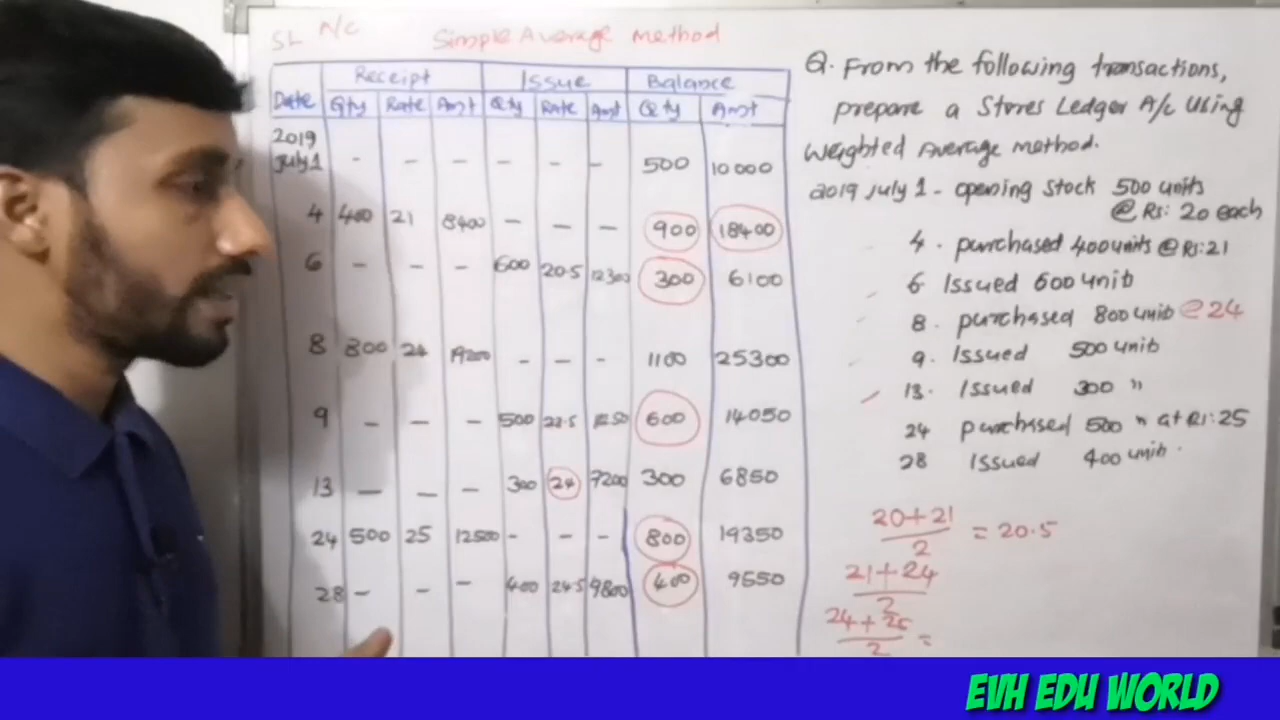 SL A/c Simple Average method
Receipt Issue Balance
Date Qty Rate Amt Qty Rate Amt Qty Amt
2019
July 1 - - - - - - 500 10000
4 400 21 8400 - - - 900 18400
6 - - - 600 20.5 12300 300 6100
8 800 24 19200 - - - 1100 25300
9 - - - 500 22.5 600 14050
13 - - - 300 24 7200 300 6850
24 500 25 12500 - - - 800 19350
28 - - - 400 24.5 9800 400 9550
Q. From the following transactions,
prepare a Stores Ledger A/c Using
Weighted Average method.
2019 July 1 - opening stock 500 units
@ Rs: 20 each
4. purchased 400 units @ Rs: 21
6 Issued 600 unit
8. purchased 800 unit @ 24
9. Issued 500 unit
13. Issued 300 "
24 purchased 500 " at Rs: 25
28 Issued 400 unit.
20+21
= 20.5
2
21+24
2
24+25
=
2
EVH EDU WORLD